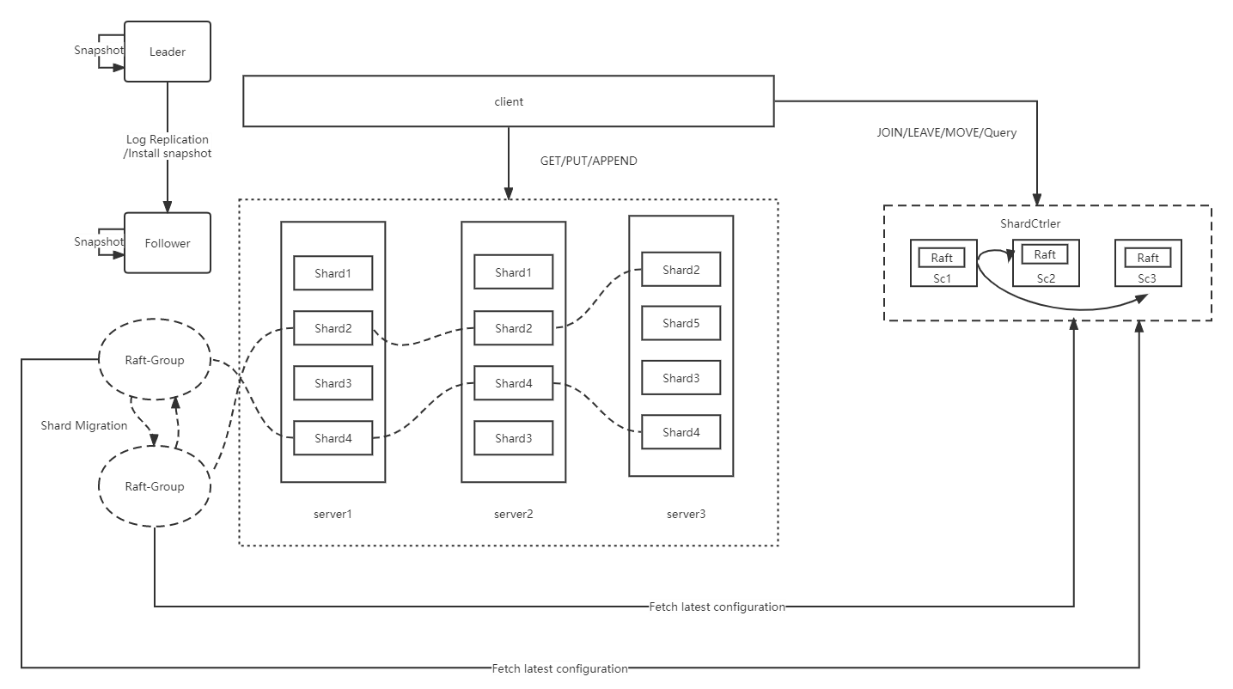 Leader
Snapshot
Log Replication
/Install snapshot
Follower
Snapshot
client
GET/PUT/APPEND
JOIN/LEAVE/MOVE/Query
ShardCtrler
Raft
Sc1
Raft
Sc2
Raft
Sc3
Shard1
Shard2
Shard3
Shard4
server1
Shard1
Shard2
Shard4
Shard3
server2
Shard2
Shard5
Shard3
Shard4
server3
Raft-Group
Shard Migration
Raft-Group
Fetch latest configuration
Fetch latest configuration